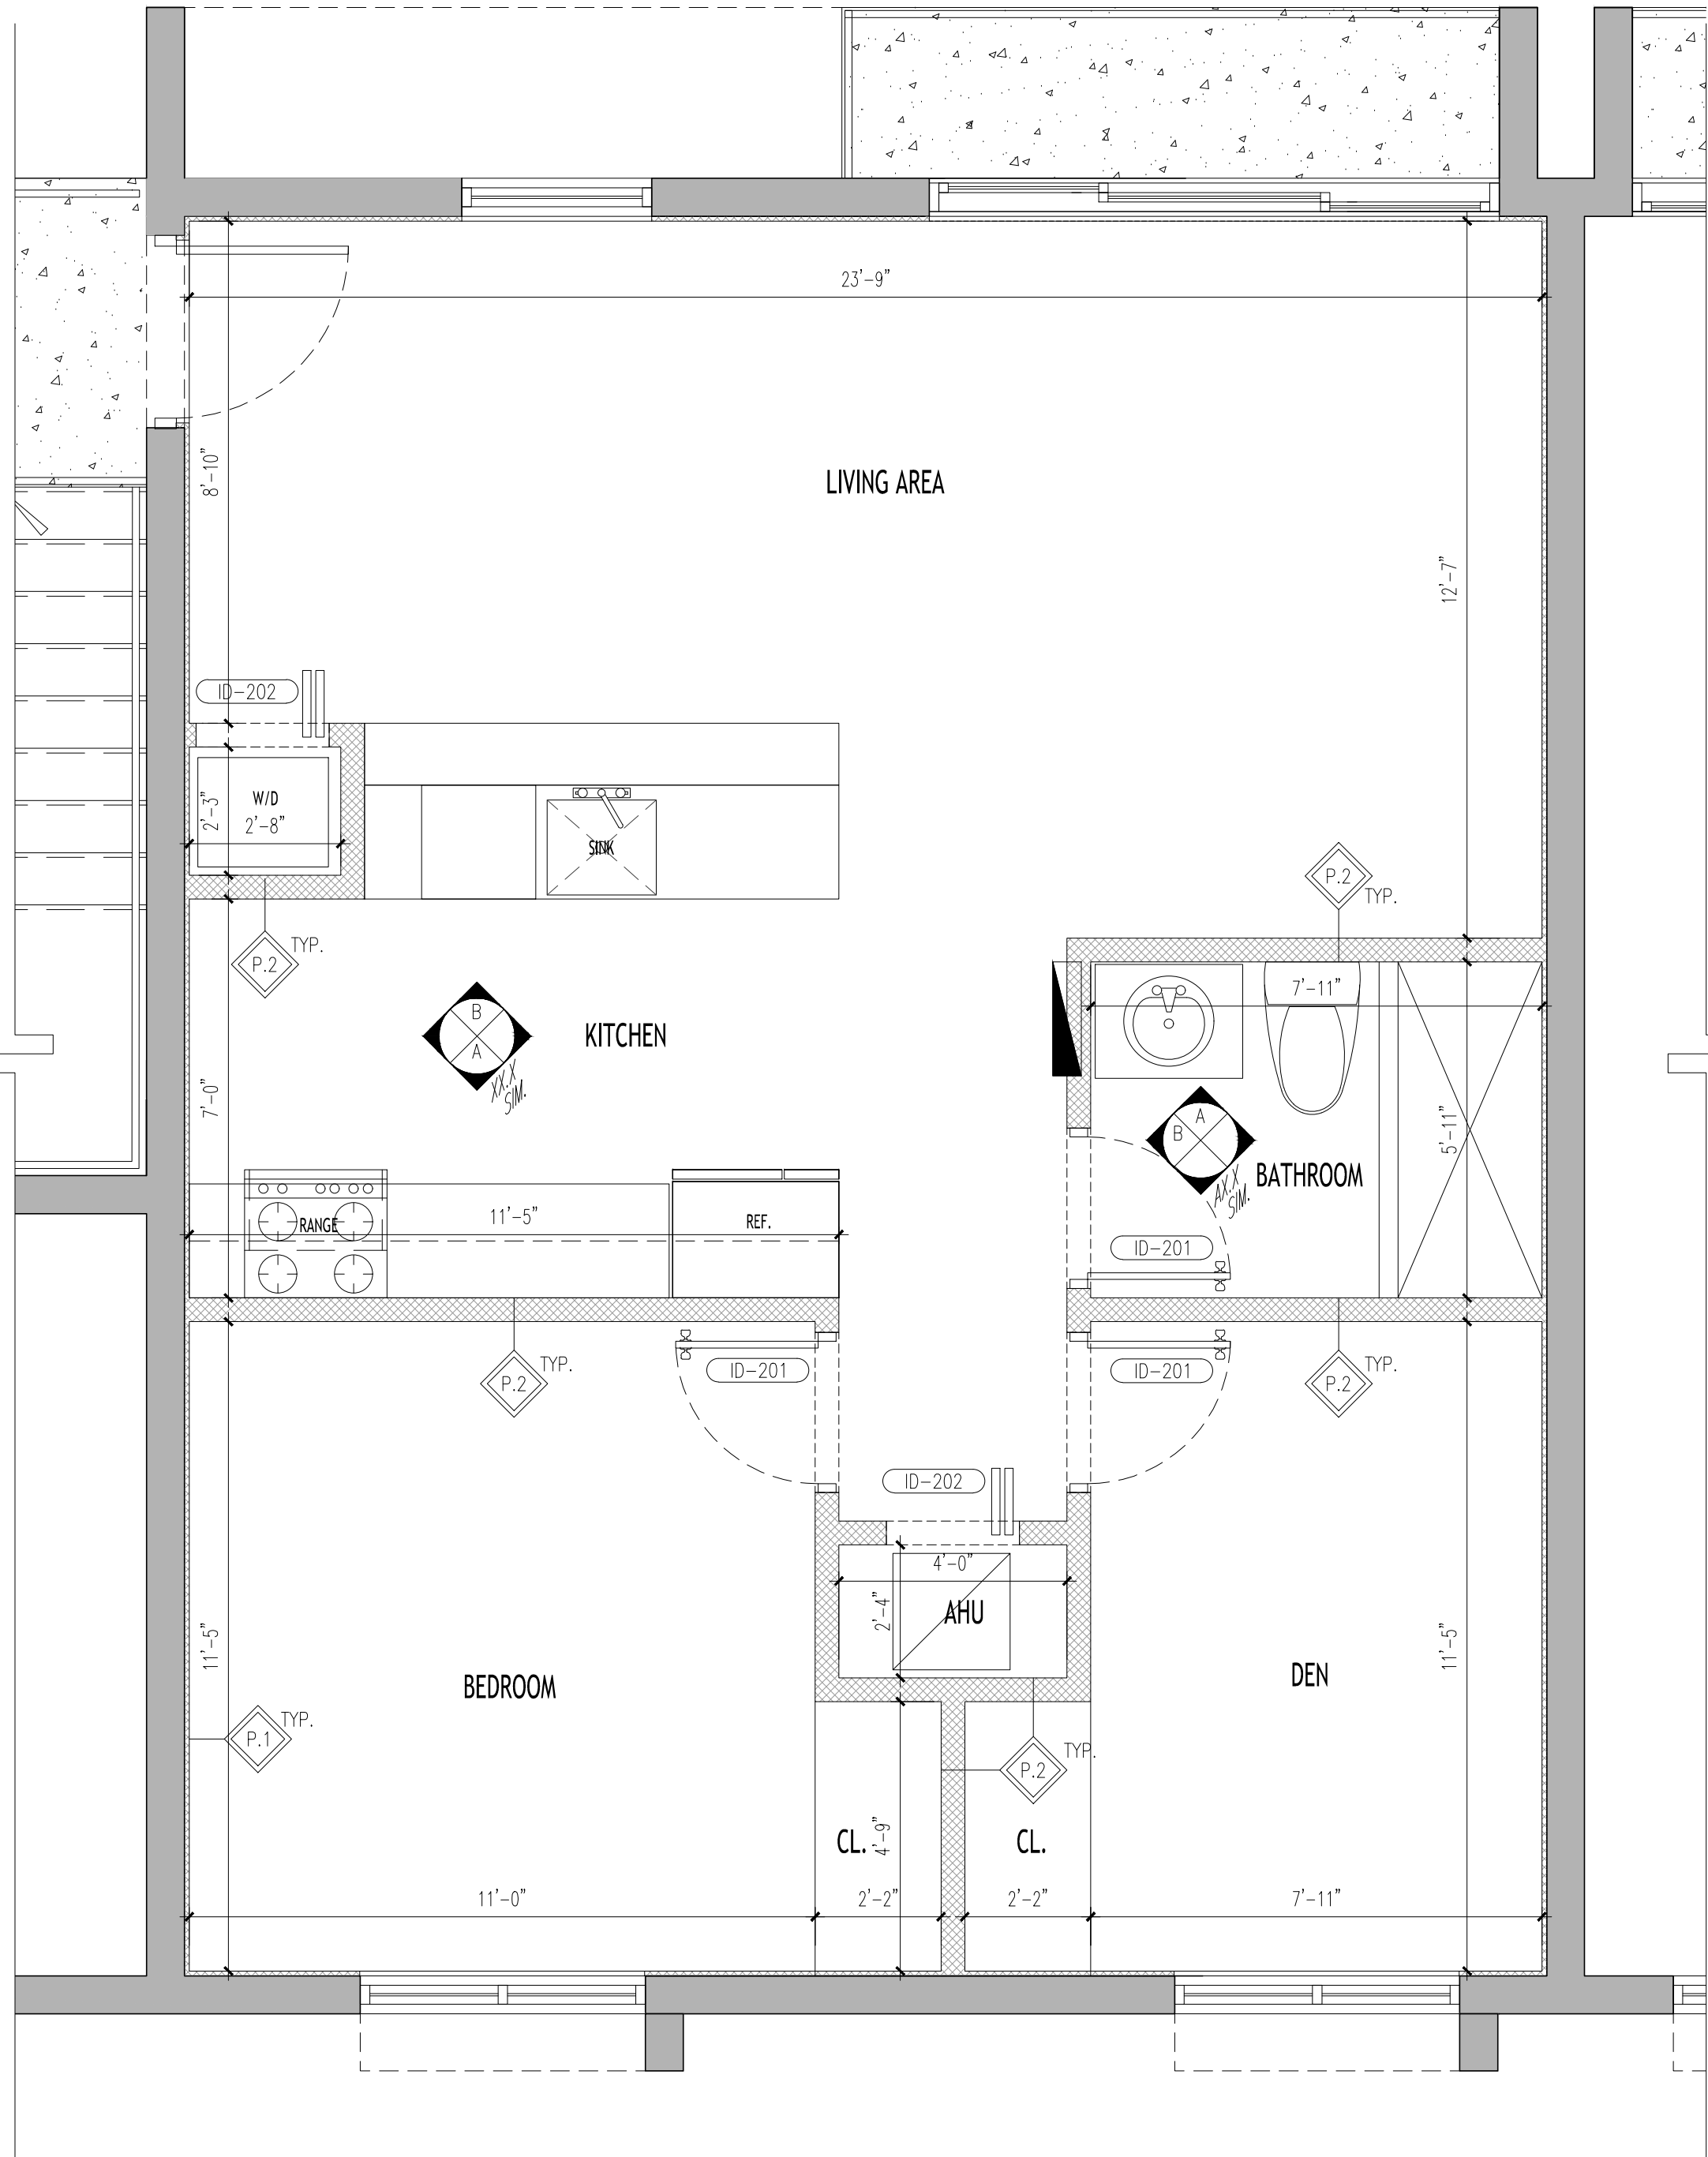 23'-9"
8'-10"
LIVING AREA
12'-7"
ID-202
W/D
2'-8"
2'-3"
SINK
P.2
TYP.
P.2
TYP.
7'-11"
B
A
XX.X
SIM.
KITCHEN
7'-0"
A
B
AX.X
SIM.
BATHROOM
5'-11"
RANGE
11'-5"
REF.
ID-201
P.2
TYP.
ID-201
ID-201
P.2
TYP.
ID-202
4'-0"
2'-4"
AHU
11'-5"
BEDROOM
DEN
11'-5"
P.1
TYP.
P.2
TYP.
CL.
4'-9"
CL.
11'-0"
2'-2"
2'-2"
7'-11"